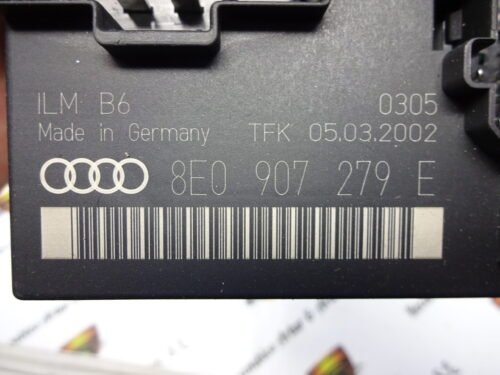 ILM B6 0305
Made in Germany TFK 05.03.2002
8E0 907 279 E